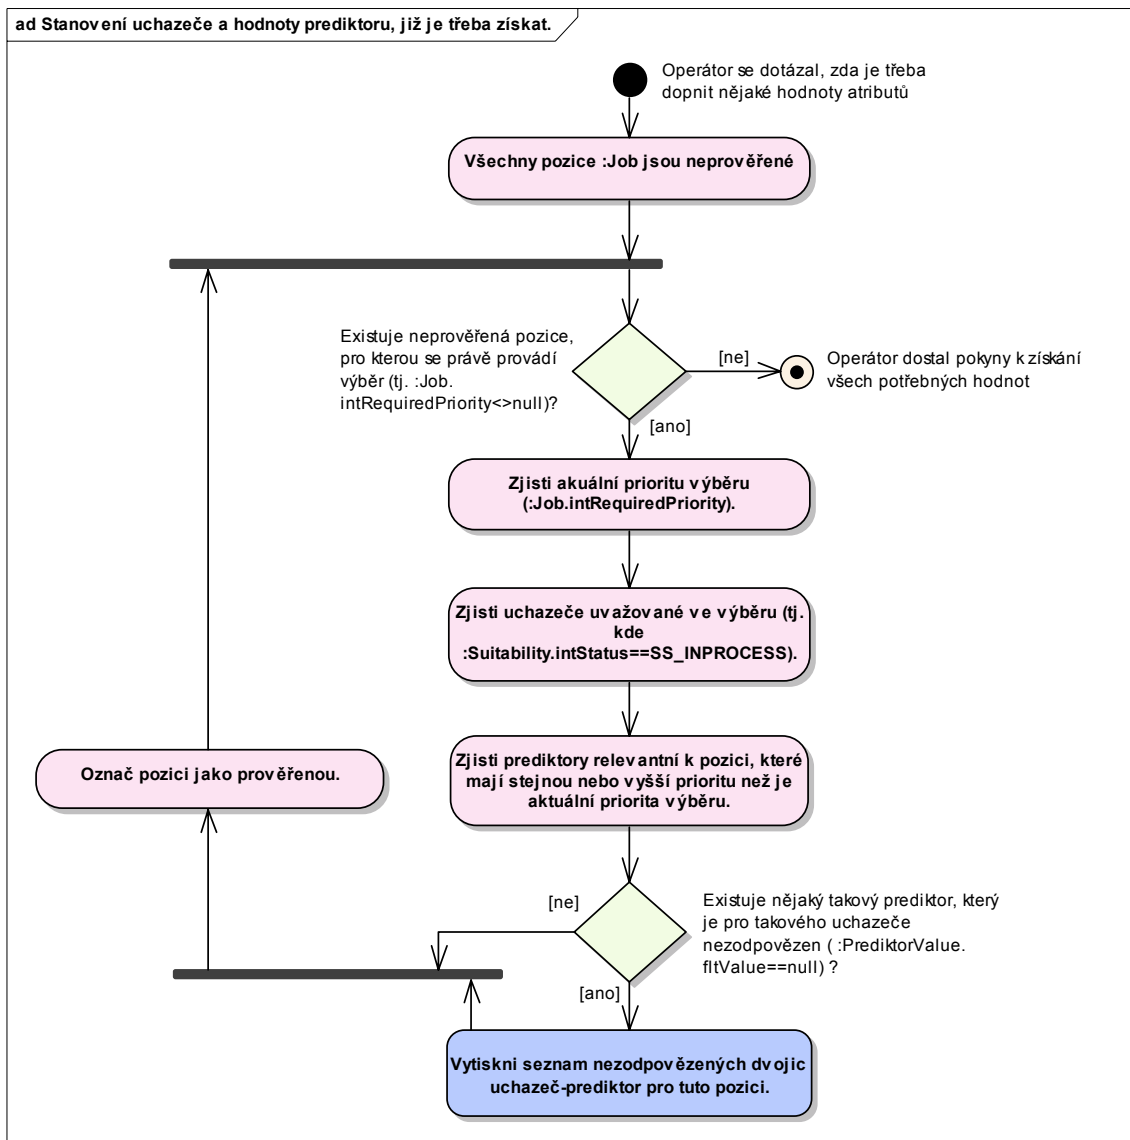 ad Stanovení uchazeče a hodnoty prediktoru, již je třeba získat.
Operátor se dotázal, zda je třeba
dopnit nějaké hodnoty atributů
Všechny pozice :Job jsou neprověřené
Existuje neprověřená pozice,
pro kterou se právě provádí
výběr (tj. :Job.
intRequiredPriority<>null)?
[ne]
Operátor dostal pokyny k získání
všech potřebných hodnot
[ano]
Zjisti akuální prioritu výběru
(:Job.intRequiredPriority).
Zjisti uchazeče uvažované ve výběru (tj.
kde
:Suitability.intStatus==SS_INPROCESS).
Zjisti prediktory relevantní k pozici, které
mají stejnou nebo vyšší prioritu než je
aktuální priorita výběru.
Označ pozici jako prověřenou.
[ne]
Existuje nějaký takový prediktor, který
je pro takového uchazeče
nezodpovězen ( :PrediktorValue.
fltValue==null) ?
[ano]
Vytiskni seznam nezodpovězených dvojic
uchazeč-prediktor pro tuto pozici.